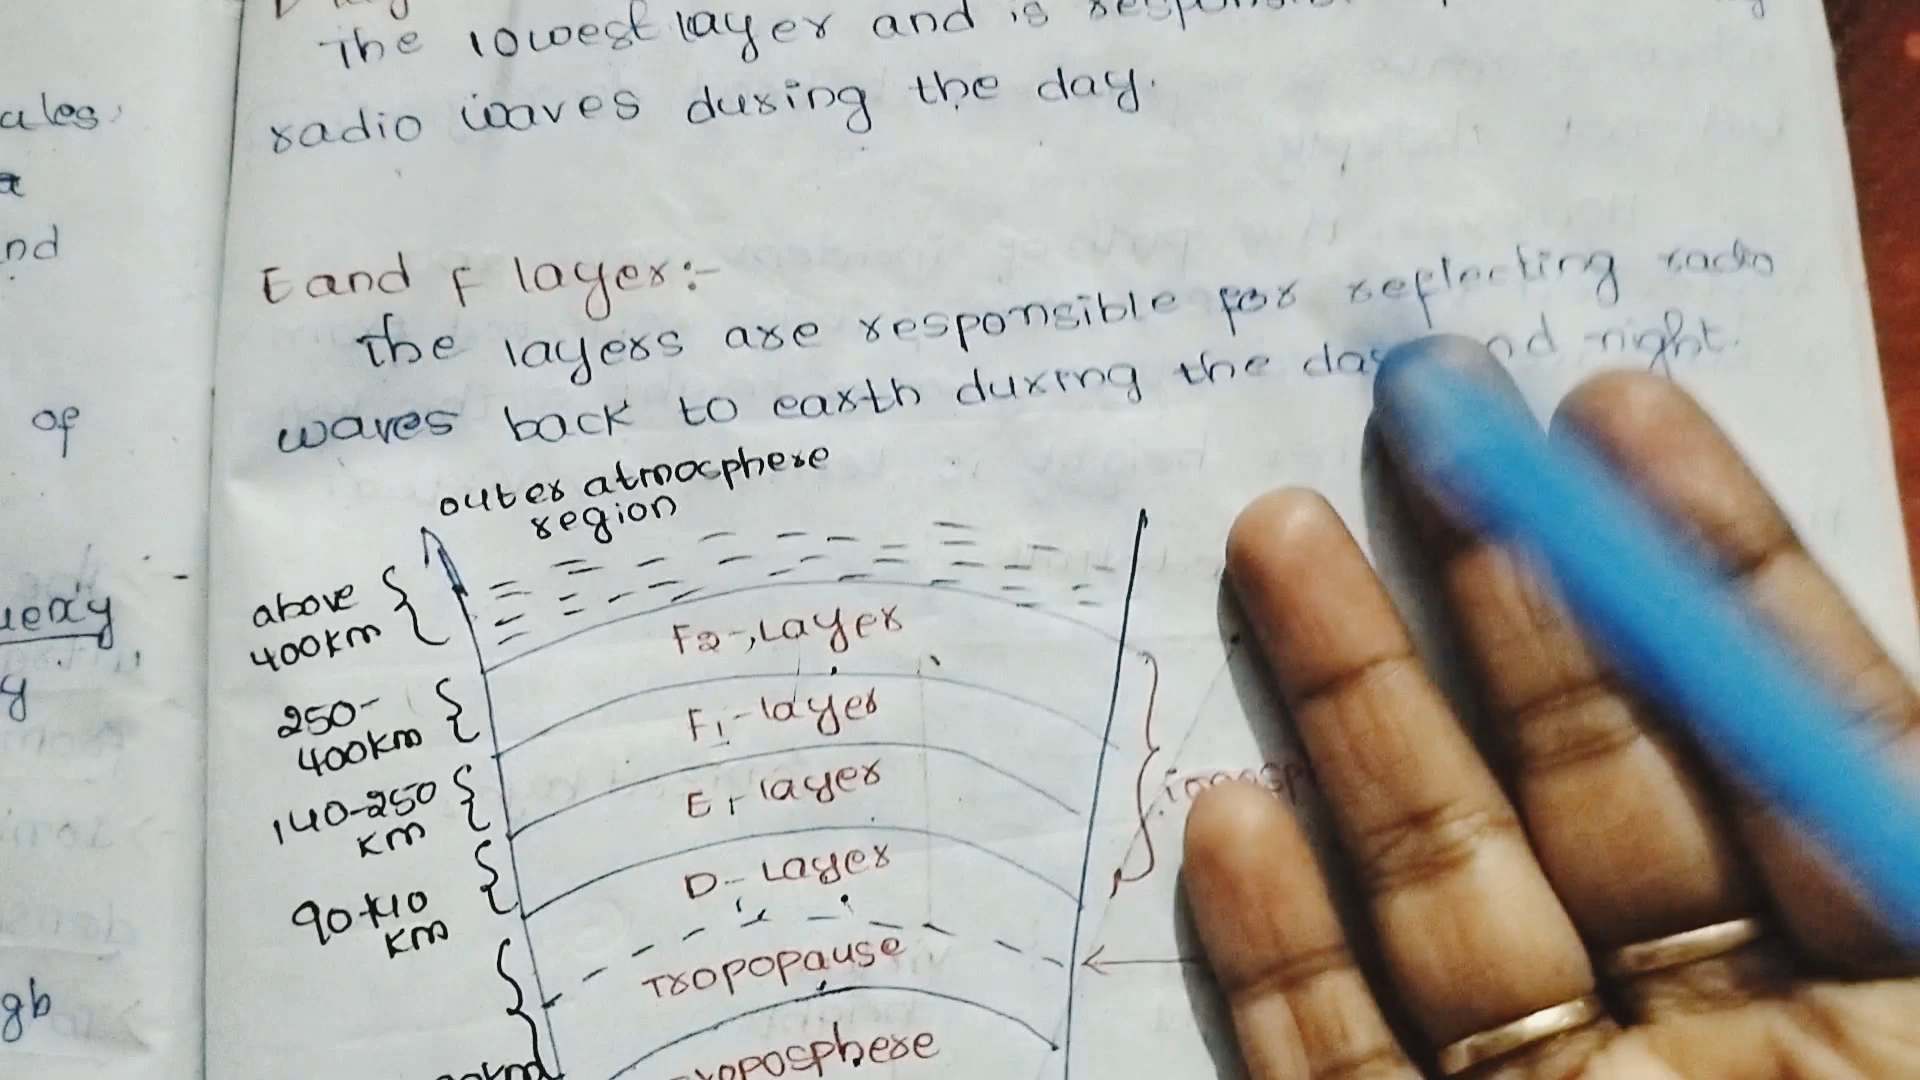 ales
nd
of
y
gb
The lowest layer and is
radio waves during the day.
E and F layer:-
The layers are responsible for reflecting radio
waves back to earth during the day and night.
outer atmosphere
region
above
400km
F2-, Layer
250-
400km
F1-layer
140-250
km
E, layer
D- Layer
km
Tropopause